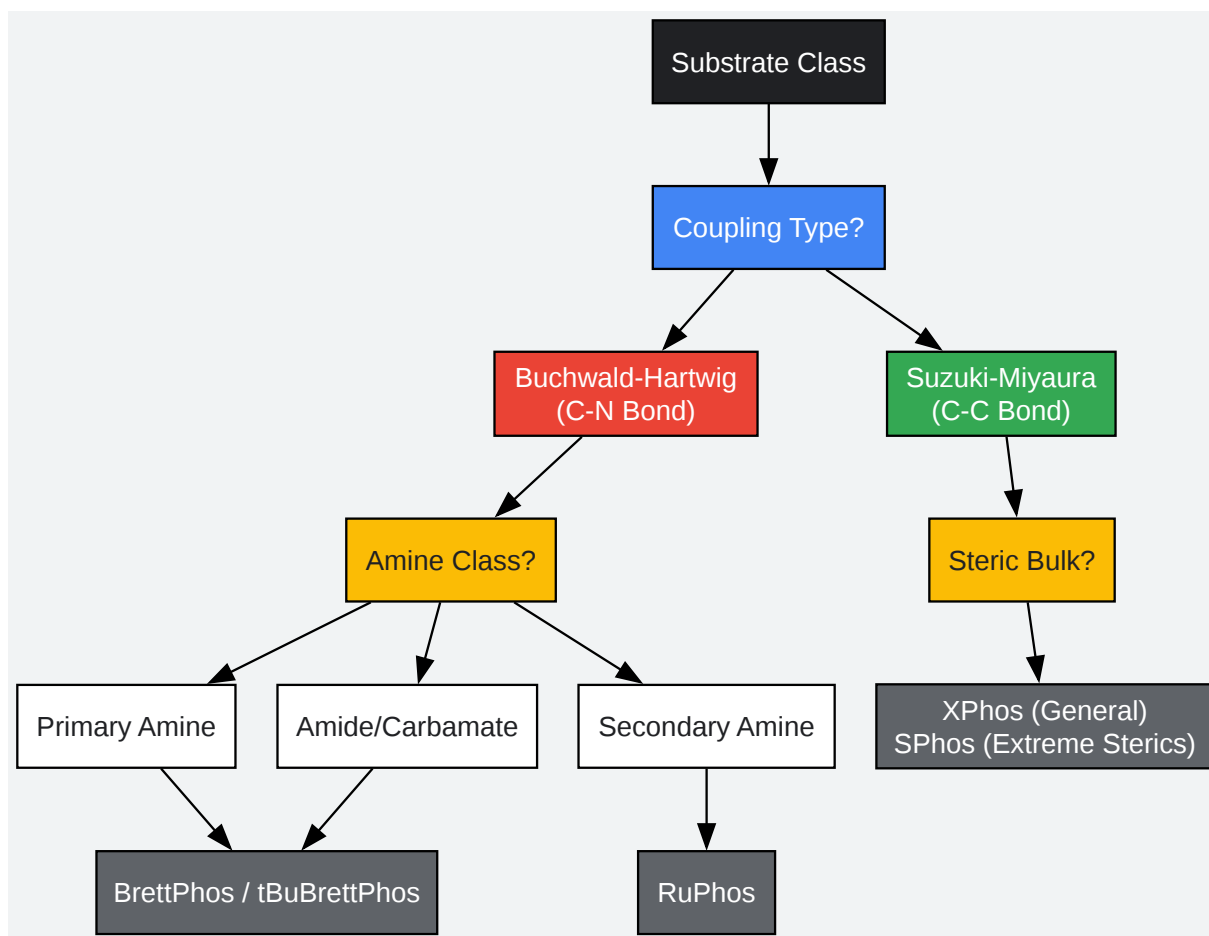 Substrate Class
Coupling Type?
Buchwald-Hartwig
(C-N Bond)
Suzuki-Miyaura
(C-C Bond)
Amine Class?
Steric Bulk?
Primary Amine
Amide/Carbamate
Secondary Amine
XPhos (General)
SPhos (Extreme Sterics)
BrettPhos / tBuBrettPhos
RuPhos